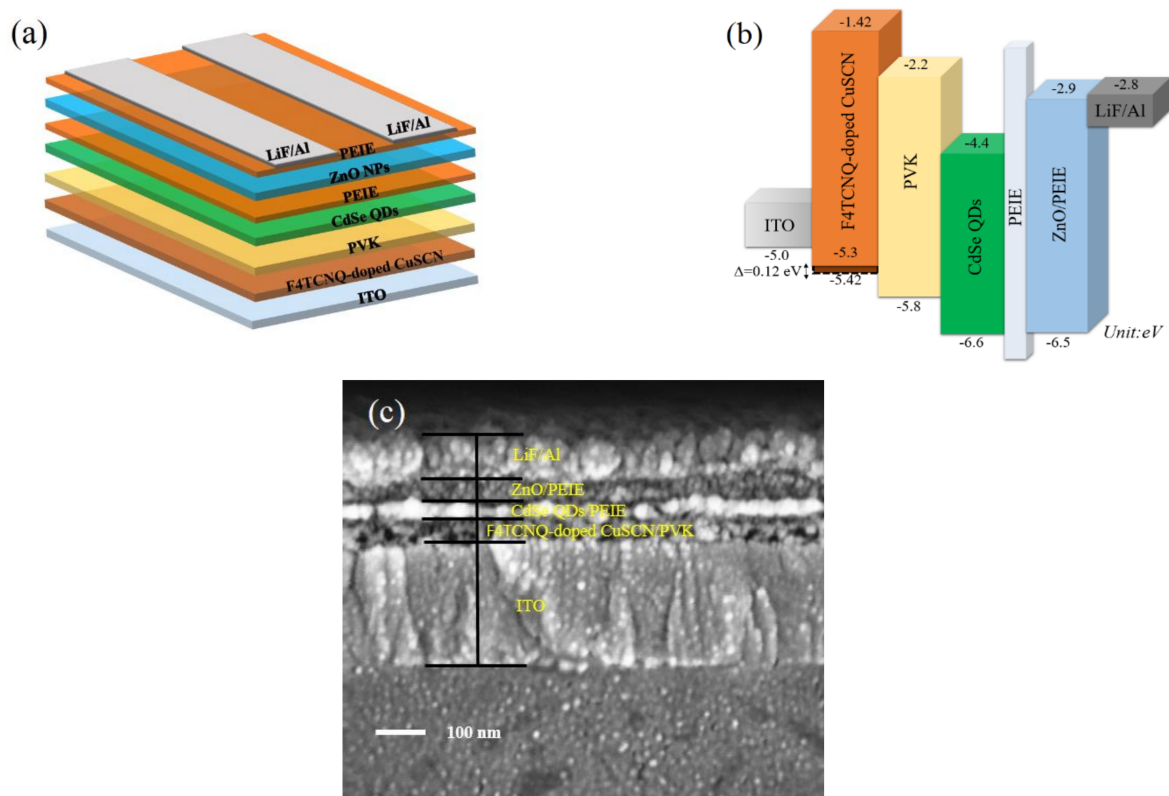 (a)
LiF/Al
LiF/Al
PEIE
ZnO NPs
PEIE
CdSe QDs
PVK
F4TCNQ-doped CuSCN
ITO
(b)
-1.42
-2.2
-2.9
-2.8
LiF/Al
-4.4
F4TCNQ-doped CuSCN
PVK
CdSe QDs
PEIE
ZnO/PEIE
ITO
-5.0
-5.3
Δ=0.12 eV
-5.42
-5.8
-6.6
-6.5
Unit:eV
(c)
LiF/Al
ZnO/PEIE
CdSe QDs/PEIE
F4TCNQ-doped CuSCN/PVK
ITO
100 nm